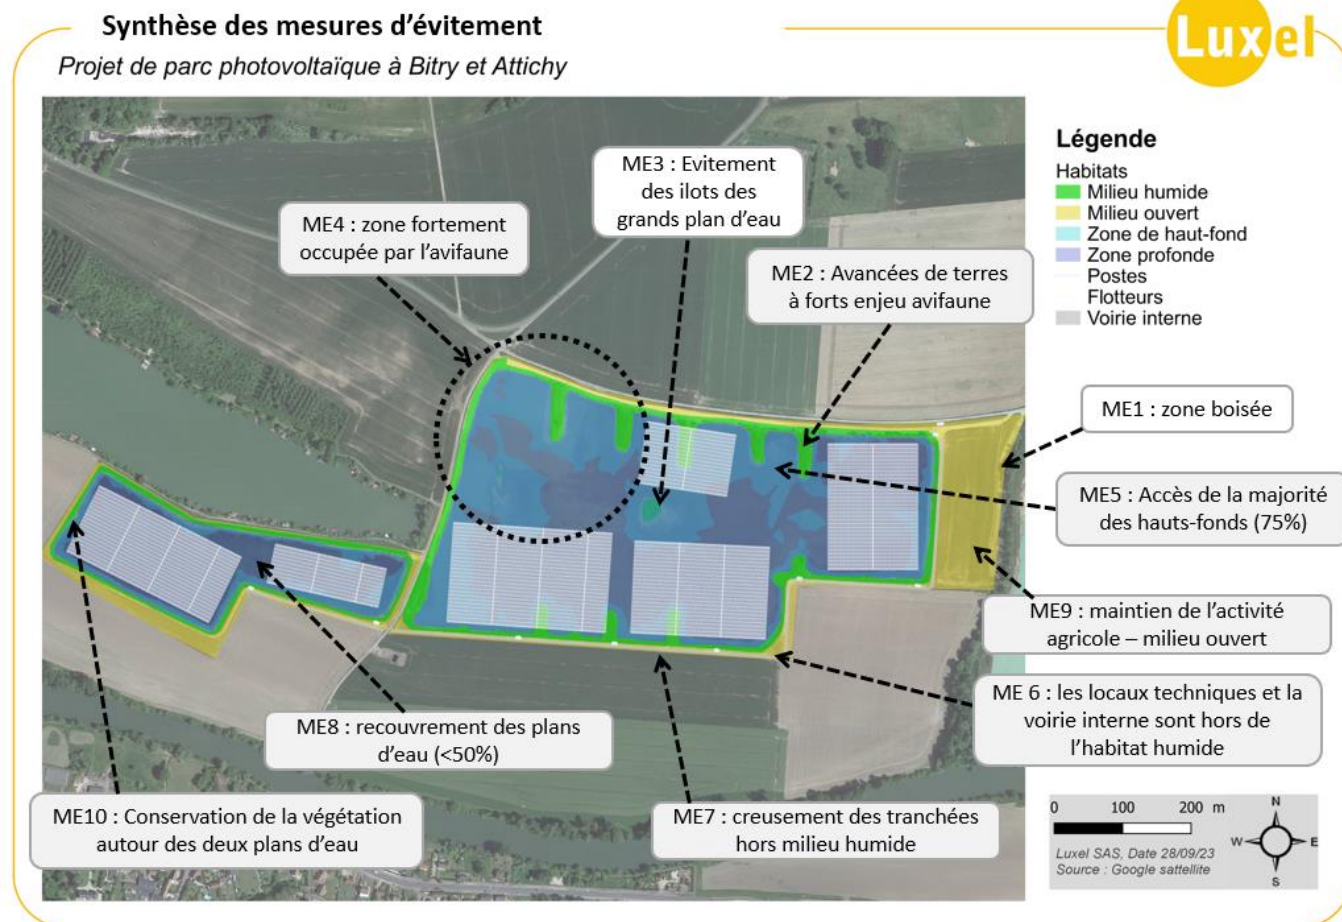 Synthèse des mesures d'évitement
Projet de parc photovoltaïque à Bitry et Attichy
Luxel
ME3 : Evitement
des ilots des
grands plan d'eau
ME4 : zone fortement
occupée par l'avifaune
ME2 : Avancées de terres
à forts enjeu avifaune
Légende
Habitats
Milieu humide
Milieu ouvert
Zone de haut-fond
Zone profonde
Postes
Flotteurs
Voirie interne
ME1 : zone boisée
ME5 : Accès de la majorité
des hauts-fonds (75%)
ME9 : maintien de l'activité
agricole – milieu ouvert
ME 6 : les locaux techniques et la
voirie interne sont hors de
l'habitat humide
ME8 : recouvrement des plans
d'eau (<50%)
ME10 : Conservation de la végétation
autour des deux plans d'eau
ME7 : creusement des tranchées
hors milieu humide
0 100 200 m
N
W E
S
Luxel SAS, Date 28/09/23
Source : Google sattellite